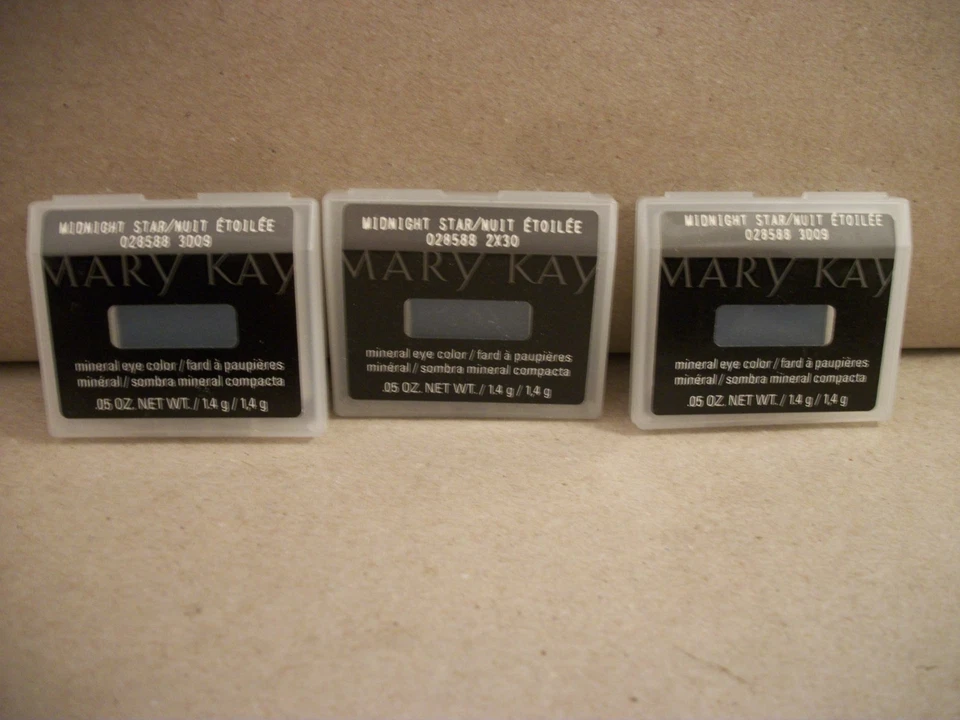 MIDNIGHT STAR/NUIT ÉTOILÉE
028588 3009
MARY KAY
mineral eye color / fard à paupières
minéral / sombra mineral compacta
.05 OZ. NET WT. / 1.4 g / 1,4 g
MIDNIGHT STAR/NUIT ÉTOILÉE
028588 2X30
MARY KAY
mineral eye color / fard à paupières
minéral / sombra mineral compacta
.05 OZ. NET WT. / 1.4 g / 1,4 g
MIDNIGHT STAR/NUIT ÉTOILÉE
028588 3009
MARY KAY
mineral eye color / fard à paupières
minéral / sombra mineral compacta
.05 OZ. NET WT. / 1.4 g / 1,4 g